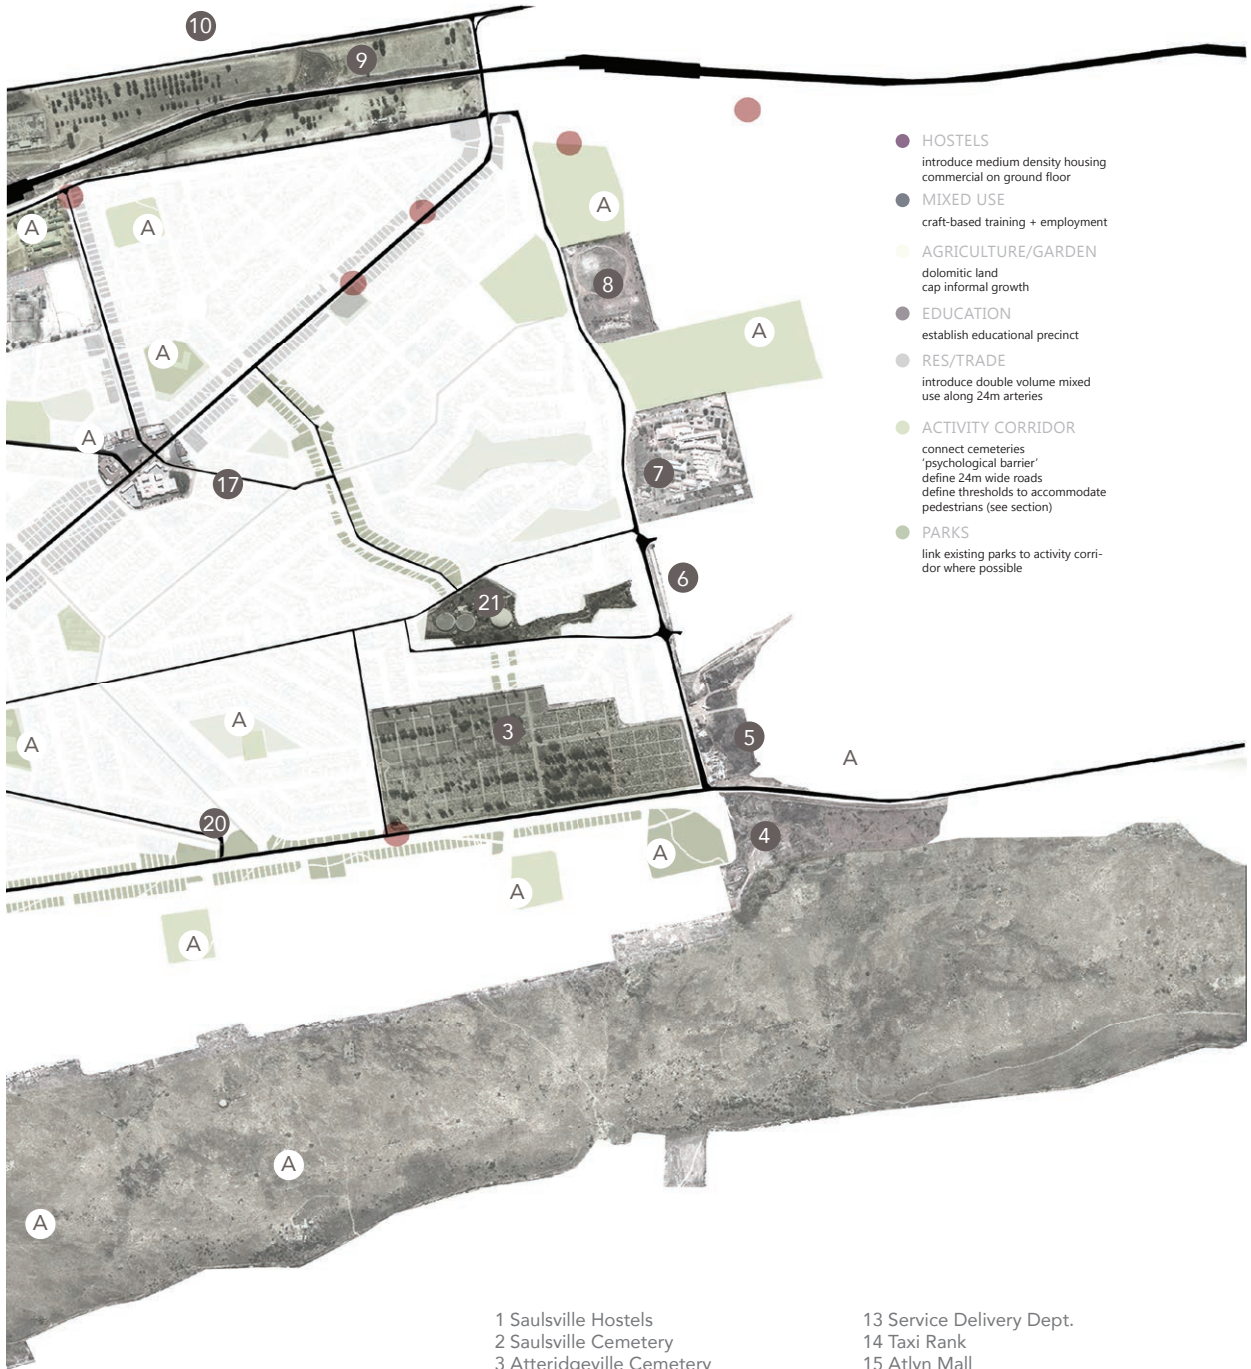 10
9
HOSTELS
introduce medium density housing
commercial on ground floor
MIXED USE
craft-based training + employment
AGRICULTURE/GARDEN
dolomitic land
cap informal growth
EDUCATION
establish educational precinct
RES/TRADE
introduce double volume mixed
use along 24m arteries
ACTIVITY CORRIDOR
connect cemeteries
'psychological barrier'
define 24m wide roads
define thresholds to accommodate
pedestrians (see section)
PARKS
link existing parks to activity corri-
dor where possible
A
A
A
8
A
A
A
7
17
6
21
A
A
3
5
A
20
4
A
A
A
A
A
1 Saulsville Hostels
2 Saulsville Cemetery
3 Atteridgeville Cemetery
13 Service Delivery Dept.
14 Taxi Rank
15 Atlyn Mall